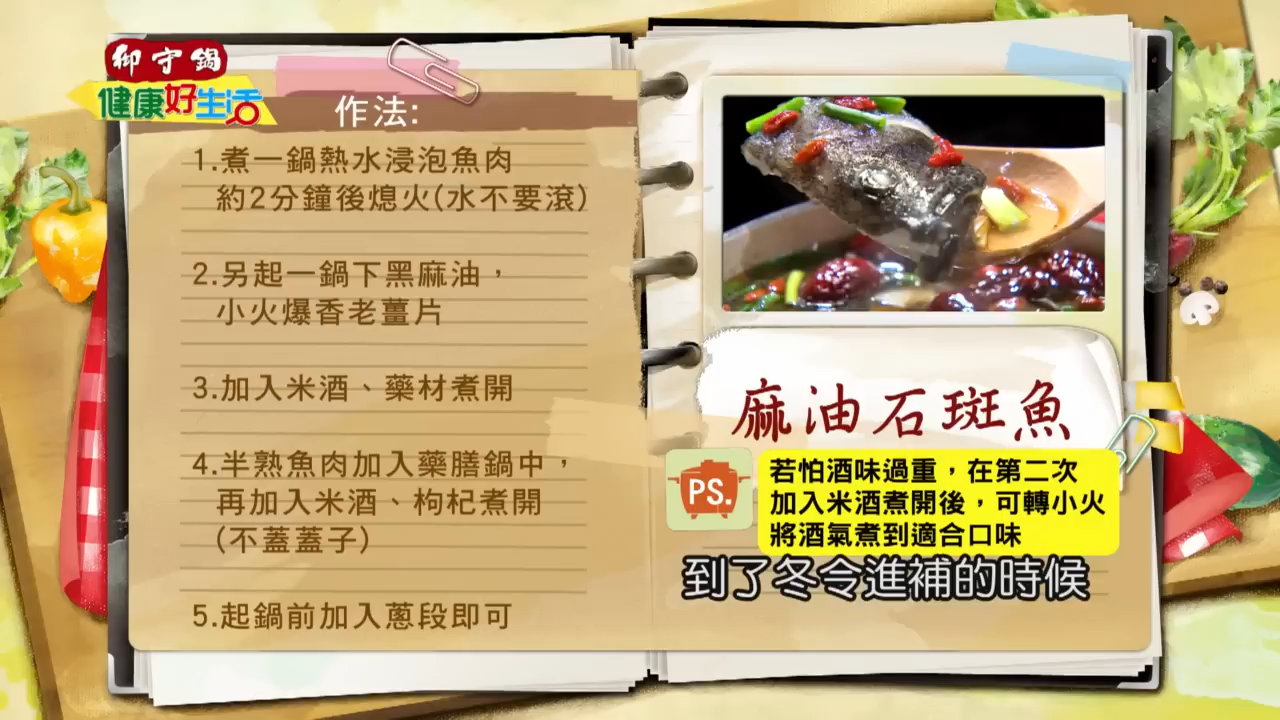 御守鍋
健康好生活
作法:
1.煮一鍋熱水浸泡魚肉
約2分鐘後熄火(水不要滾)
2.另起一鍋下黑麻油，
小火爆香老薑片
3.加入米酒、藥材煮開
4.半熟魚肉加入藥膳鍋中，
再加入米酒、枸杞煮開
(不蓋蓋子)
5.起鍋前加入蔥段即可
麻油石斑魚
PS.
若怕酒味過重，在第二次
加入米酒煮開後，可轉小火
將酒氣煮到適合口味
到了冬令進補的時候